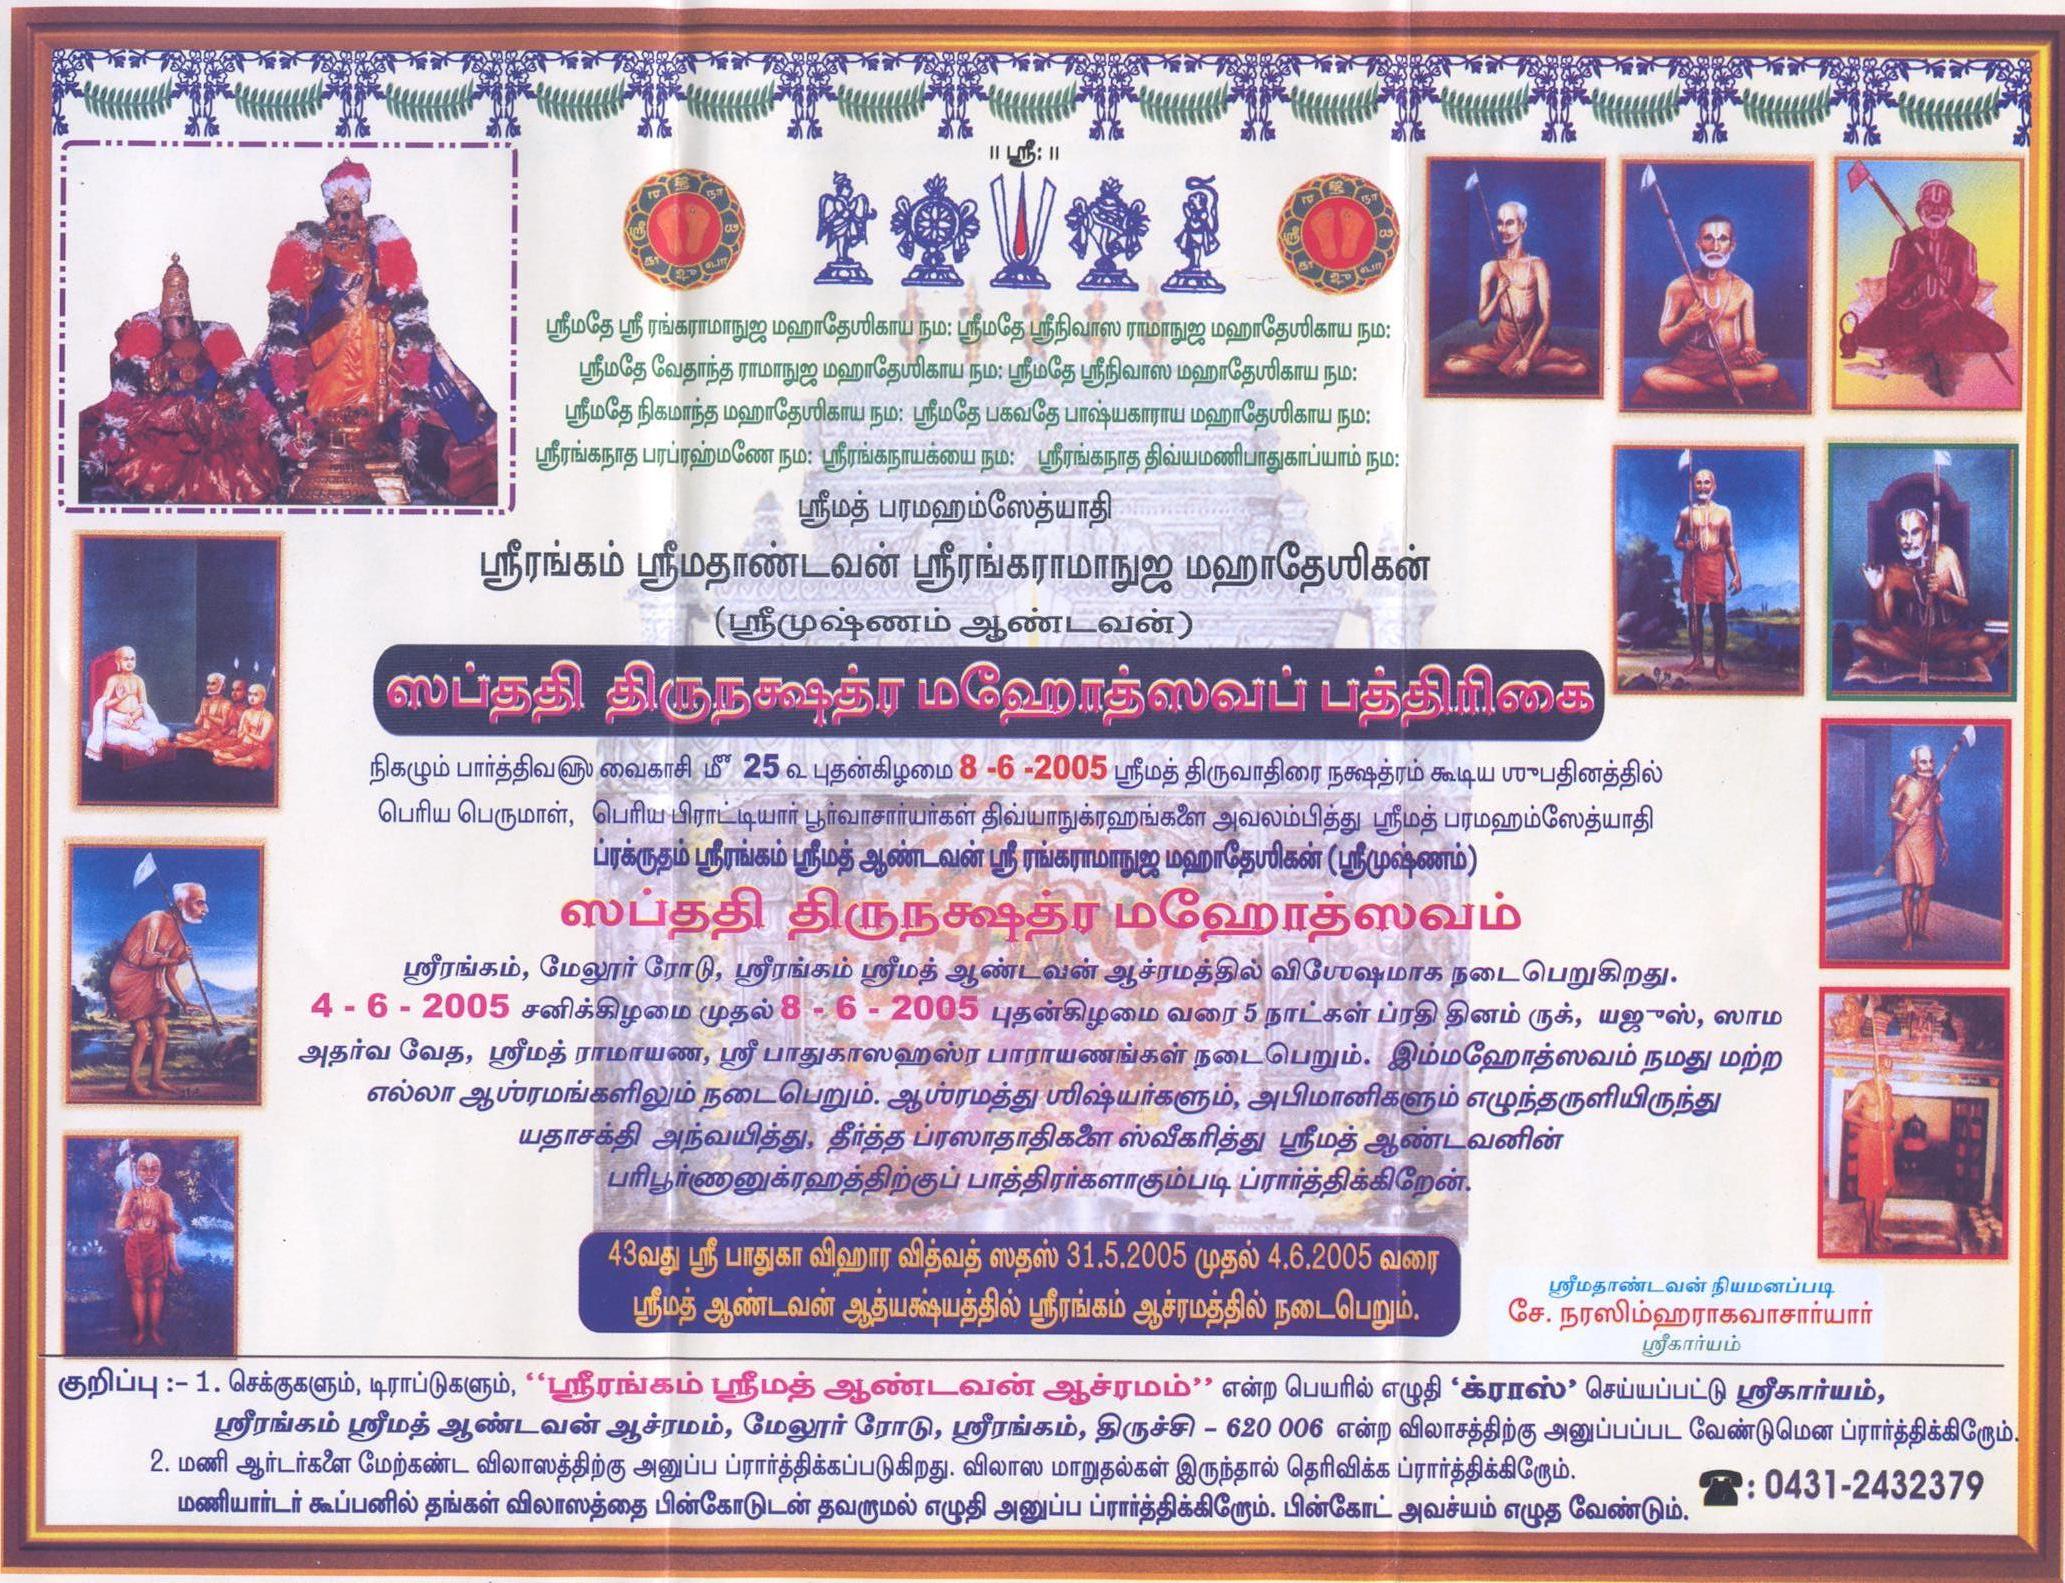 ॥ ஸ்ரீ: ॥
ஸ்ரீமதே ஸ்ரீ ரங்கராமாநுஜ மஹாதேஶிகாய நம: ஸ்ரீமதே ஸ்ரீநிவாஸ ராமாநுஜ மஹாதேஶிகாய நம:
ஸ்ரீமதே வேதாந்த ராமாநுஜ மஹாதேஶிகாய நம: ஸ்ரீமதே ஸ்ரீநிவாஸ மஹாதேஶிகாய நம:
ஸ்ரீமதே நிகமாந்த மஹாதேஶிகாய நம: ஸ்ரீமதே பகவதே பாஷ்யகாராய மஹாதேஶிகாய நம:
ஸ்ரீரங்கநாத பரப்ரஹ்மணே நம: ஸ்ரீரங்கநாயக்யை நம: ஸ்ரீரங்கநாத திவ்யமணிபாதுகாப்யாம் நம:
ஸ்ரீமத் பரமஹம்ஸேத்யாதி
ஸ்ரீரங்கம் ஸ்ரீமதாண்டவன் ஸ்ரீரங்கராமாநுஜ மஹாதேஶிகன்
(ஸ்ரீமுஷ்ணம் ஆண்டவன்)
ஸப்ததி திருநக்ஷத்ர மஹோத்ஸவப் பத்திரிகை
நிகழும் பார்த்திவ௵ வைகாசி ௴ 25 ௳ புதன்கிழமை 8 -6 -2005 ஸ்ரீமத் திருவாதிரை நக்ஷத்ரம் கூடிய ஶுபதினத்தில்
பெரிய பெருமாள், பெரிய பிராட்டியார் பூர்வாசார்யர்கள் திவ்யாநுக்ரஹங்களை அவலம்பித்து ஸ்ரீமத் பரமஹம்ஸேத்யாதி
ப்ரக்ருதம் ஸ்ரீரங்கம் ஸ்ரீமத் ஆண்டவன் ஸ்ரீ ரங்கராமாநுஜ மஹாதேஶிகன் (ஸ்ரீமுஷ்ணம்)
ஸப்ததி திருநக்ஷத்ர மஹோத்ஸவம்
ஸ்ரீரங்கம், மேலூர் ரோடு, ஸ்ரீரங்கம் ஸ்ரீமத் ஆண்டவன் ஆச்ரமத்தில் விஶேஷமாக நடைபெறுகிறது.
4 - 6 - 2005 சனிக்கிழமை முதல் 8 - 6 - 2005 புதன்கிழமை வரை 5 நாட்கள் ப்ரதி தினம் ருக், யஜுஸ், ஸாம
அதர்வ வேத, ஸ்ரீமத் ராமாயண, ஸ்ரீ பாதுகாஸஹஸ்ர பாராயணங்கள் நடைபெறும். இம்மஹோத்ஸவம் நமது மற்ற
எல்லா ஆஶ்ரமங்களிலும் நடைபெறும். ஆஶ்ரமத்து ஶிஷ்யர்களும், அபிமானிகளும் எழுந்தருளியிருந்து
யதாசக்தி அந்வயித்து, தீர்த்த ப்ரஸாதாதிகளை ஸ்வீகரித்து ஸ்ரீமத் ஆண்டவனின்
பரிபூர்ணனுக்ரஹத்திற்குப் பாத்திரர்களாகும்படி ப்ரார்த்திக்கிறேன்.
43வது ஸ்ரீ பாதுகா விஹார வித்வத் ஸதஸ் 31.5.2005 முதல் 4.6.2005 வரை
ஸ்ரீமத் ஆண்டவன் ஆத்யக்ஷ்யத்தில் ஸ்ரீரங்கம் ஆச்ரமத்தில் நடைபெறும்.
ஸ்ரீமதாண்டவன் நியமனப்படி
சே. நரஸிம்ஹராகவாசார்யார்
ஸ்ரீகார்யம்
குறிப்பு :- 1. செக்குகளும், டிராப்டுகளும், “ஸ்ரீரங்கம் ஸ்ரீமத் ஆண்டவன் ஆச்ரமம்” என்ற பெயரில் எழுதி ‘க்ராஸ்’ செய்யப்பட்டு ஸ்ரீகார்யம்,
ஸ்ரீரங்கம் ஸ்ரீமத் ஆண்டவன் ஆச்ரமம், மேலூர் ரோடு, ஸ்ரீரங்கம், திருச்சி - 620 006 என்ற விலாசத்திற்கு அனுப்பப்பட வேண்டுமென ப்ரார்த்திக்கிறோம்.
2. மணி ஆர்டர்களை மேற்கண்ட விலாஸத்திற்கு அனுப்ப ப்ரார்த்திக்கப்படுகிறது. விலாஸ மாறுதல்கள் இருந்தால் தெரிவிக்க ப்ரார்த்திக்கிறோம்.
மணியார்டர் கூப்பனில் தங்கள் விலாஸத்தை பின்கோடுடன் தவறாமல் எழுதி அனுப்ப ப்ரார்த்திக்கிறோம். பின்கோட் அவச்யம் எழுத வேண்டும்.
☎: 0431-2432379